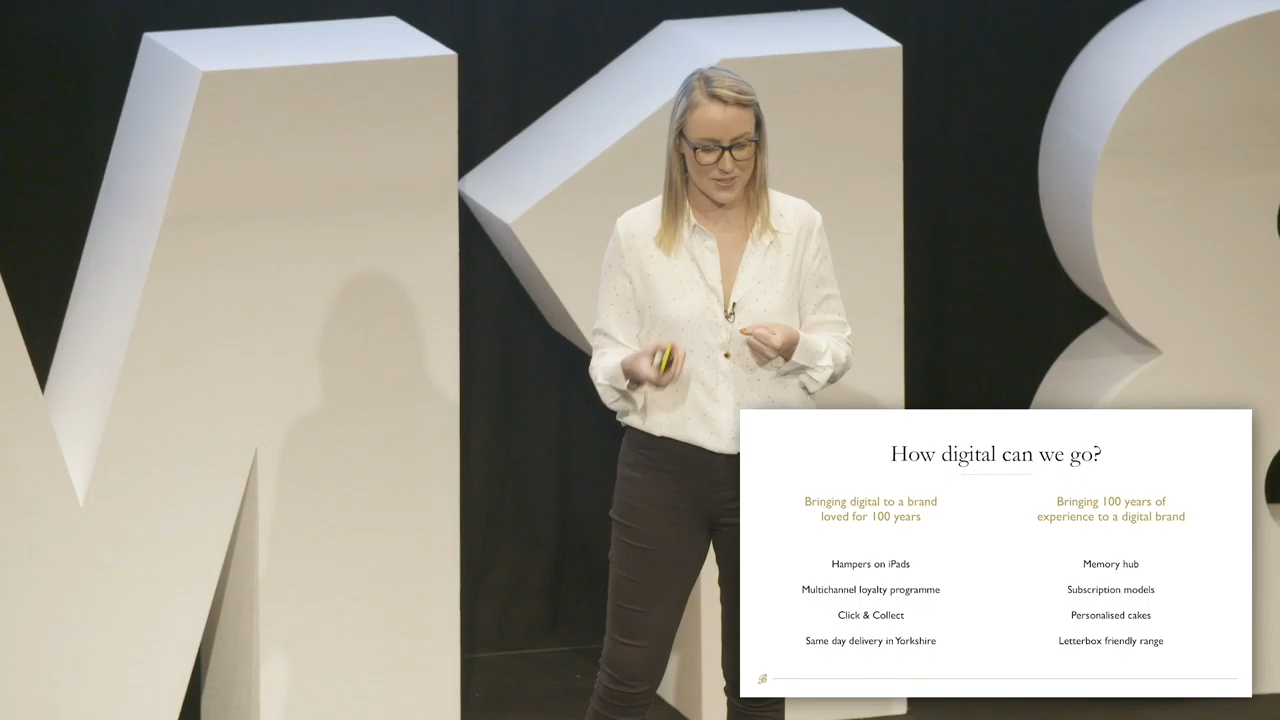 M18
How digital can we go?
Bringing digital to a brand
loved for 100 years
Hampers on iPads
Multichannel loyalty programme
Click & Collect
Same day delivery in Yorkshire
Bringing 100 years of
experience to a digital brand
Memory hub
Subscription models
Personalised cakes
Letterbox friendly range
B